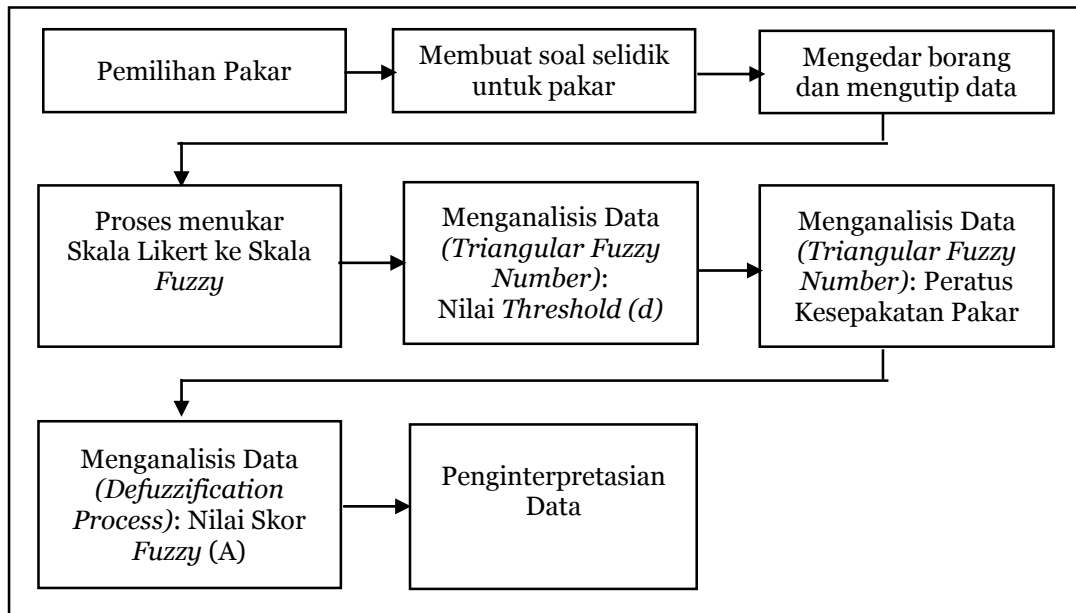 Pemilihan Pakar
Membuat soal selidik
untuk pakar
Mengedar borang
dan mengutip data
Proses menukar
Skala Likert ke Skala
Fuzzy
Menganalisis Data
(Triangular Fuzzy
Number):
Nilai Threshold (d)
Menganalisis Data
(Triangular Fuzzy
Number): Peratus
Kesepakatan Pakar
Menganalisis Data
(Defuzzification
Process): Nilai Skor
Fuzzy (A)
Penginterpretasian
Data